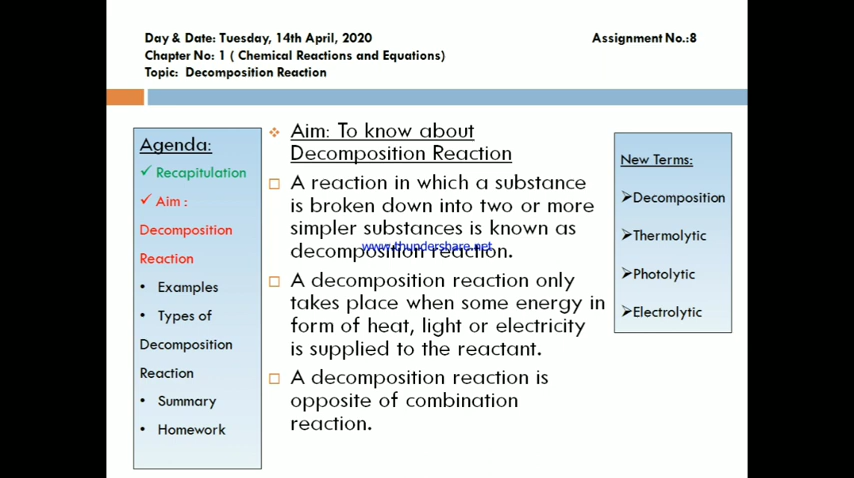 Day & Date: Tuesday, 14th April, 2020
Assignment No.:8
Chapter No: 1 ( Chemical Reactions and Equations)
Topic: Decomposition Reaction
Agenda:
✓ Recapitulation
✓ Aim :
Decomposition
Reaction
• Examples
• Types of
Decomposition
Reaction
• Summary
• Homework
❖ Aim: To know about
Decomposition Reaction
□ A reaction in which a substance
is broken down into two or more
simpler substances is known as
decomposition reaction.
www.thundershare.net
□ A decomposition reaction only
takes place when some energy in
form of heat, light or electricity
is supplied to the reactant.
□ A decomposition reaction is
opposite of combination
reaction.
New Terms:
➢Decomposition
➢Thermolytic
➢Photolytic
➢Electrolytic